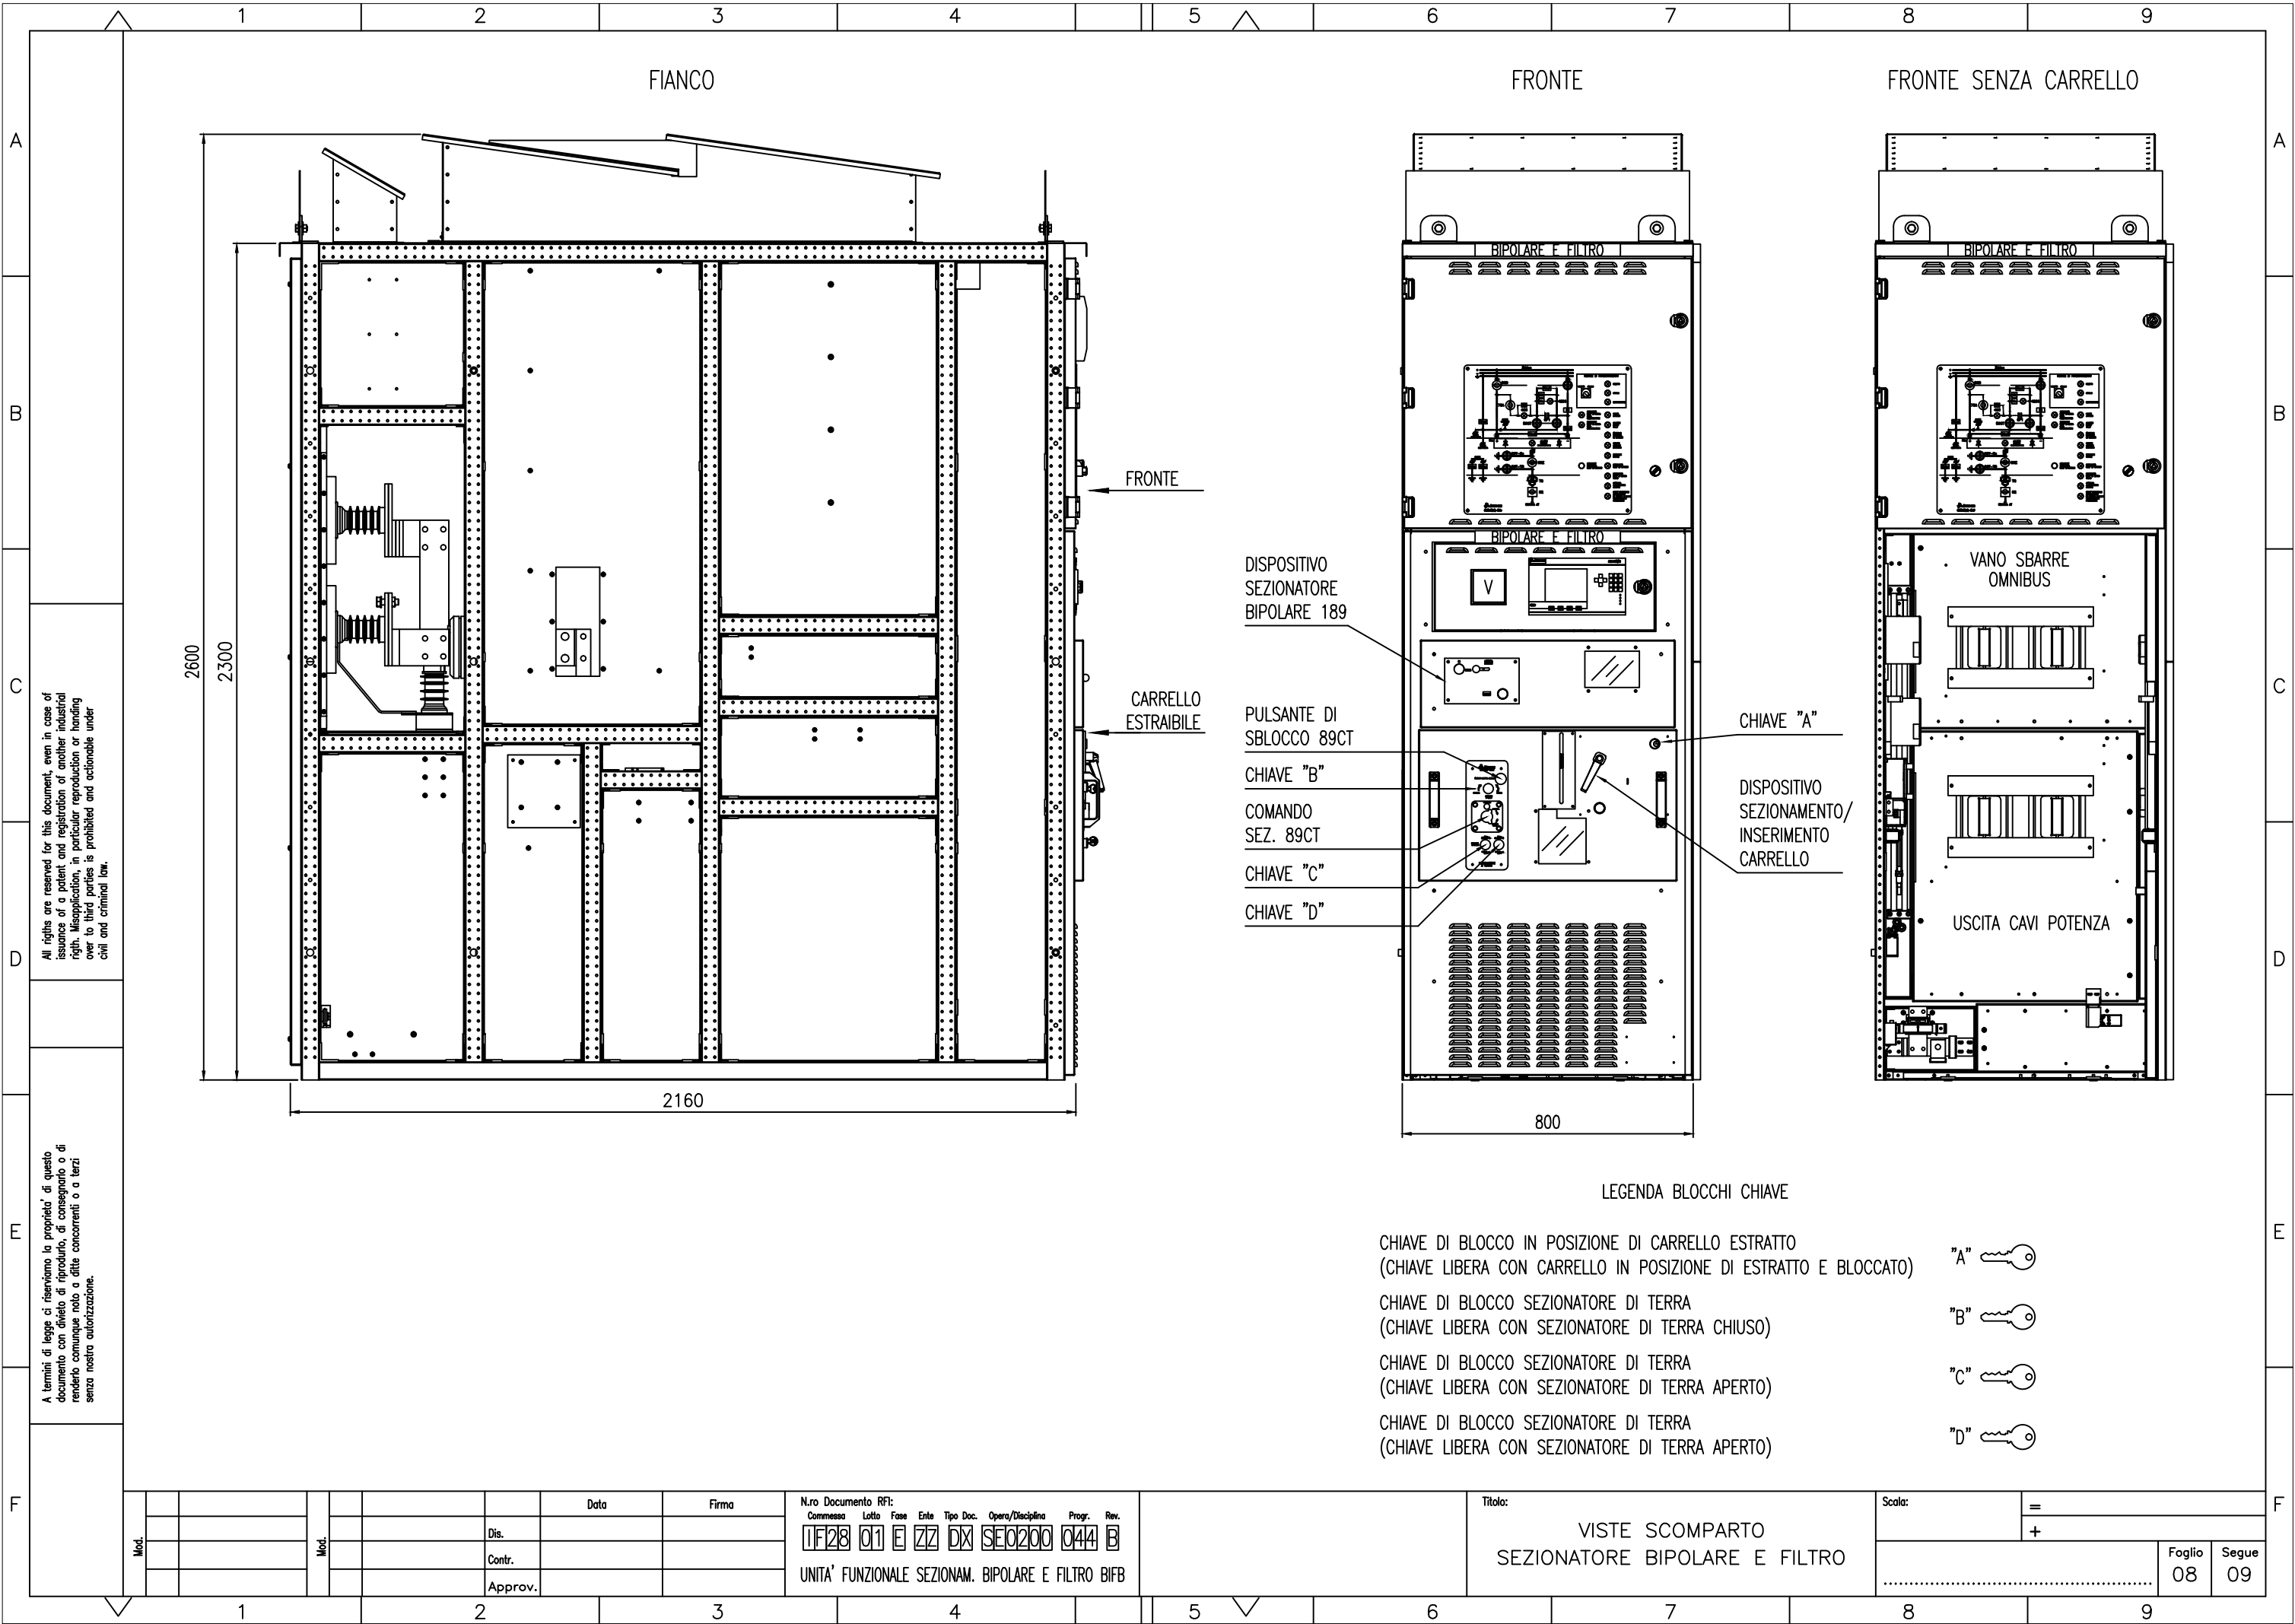 1 2 3 4 5 6 7 8 9
A
B
C
D
E
F
FIANCO
FRONTE
FRONTE SENZA CARRELLO
2600
2300
2160
FRONTE
CARRELLO
ESTRAIBILE
BIPOLARE E FILTRO
BIPOLARE E FILTRO
V
DISPOSITIVO
SEZIONATORE
BIPOLARE 189
PULSANTE DI
SBLOCCO 89CT
CHIAVE "B"
COMANDO
SEZ. 89CT
CHIAVE "C"
CHIAVE "D"
CHIAVE "A"
DISPOSITIVO
SEZIONAMENTO/
INSERIMENTO
CARRELLO
800
BIPOLARE E FILTRO
VANO SBARRE
OMNIBUS
USCITA CAVI POTENZA
LEGENDA BLOCCHI CHIAVE
CHIAVE DI BLOCCO IN POSIZIONE DI CARRELLO ESTRATTO
(CHIAVE LIBERA CON CARRELLO IN POSIZIONE DI ESTRATTO E BLOCCATO)
"A"
CHIAVE DI BLOCCO SEZIONATORE DI TERRA
(CHIAVE LIBERA CON SEZIONATORE DI TERRA CHIUSO)
"B"
CHIAVE DI BLOCCO SEZIONATORE DI TERRA
(CHIAVE LIBERA CON SEZIONATORE DI TERRA APERTO)
"C"
CHIAVE DI BLOCCO SEZIONATORE DI TERRA
(CHIAVE LIBERA CON SEZIONATORE DI TERRA APERTO)
"D"
All rigths are reserved for this document, even in case of
issuance of a patent and registration of another industrial
rigth. Misapplication, in particular reproduction or handing
over to third parties is prohibited and actionable under
civil and criminal law.
A termini di legge ci riserviamo la proprieta' di questo
documento con divieto di riprodurlo, di consegnarlo o di
renderlo comunque noto a ditte concorrenti o a terzi
senza nostra autorizzazione.
Mod.
Mod.
Data
Firma
Dis.
Contr.
Approv.
N.ro Documento RFI:
Commessa Lotto Fase Ente Tipo Doc. Opera/Disciplina Progr. Rev.
IF28 01 E ZZ DX SE0200 044 B
UNITA' FUNZIONALE SEZIONAM. BIPOLARE E FILTRO BIFB
Titolo:
VISTE SCOMPARTO
SEZIONATORE BIPOLARE E FILTRO
Scala:
=
+
Foglio
08
Segue
09
A
B
C
D
E
F
1 2 3 4 5 6 7 8 9